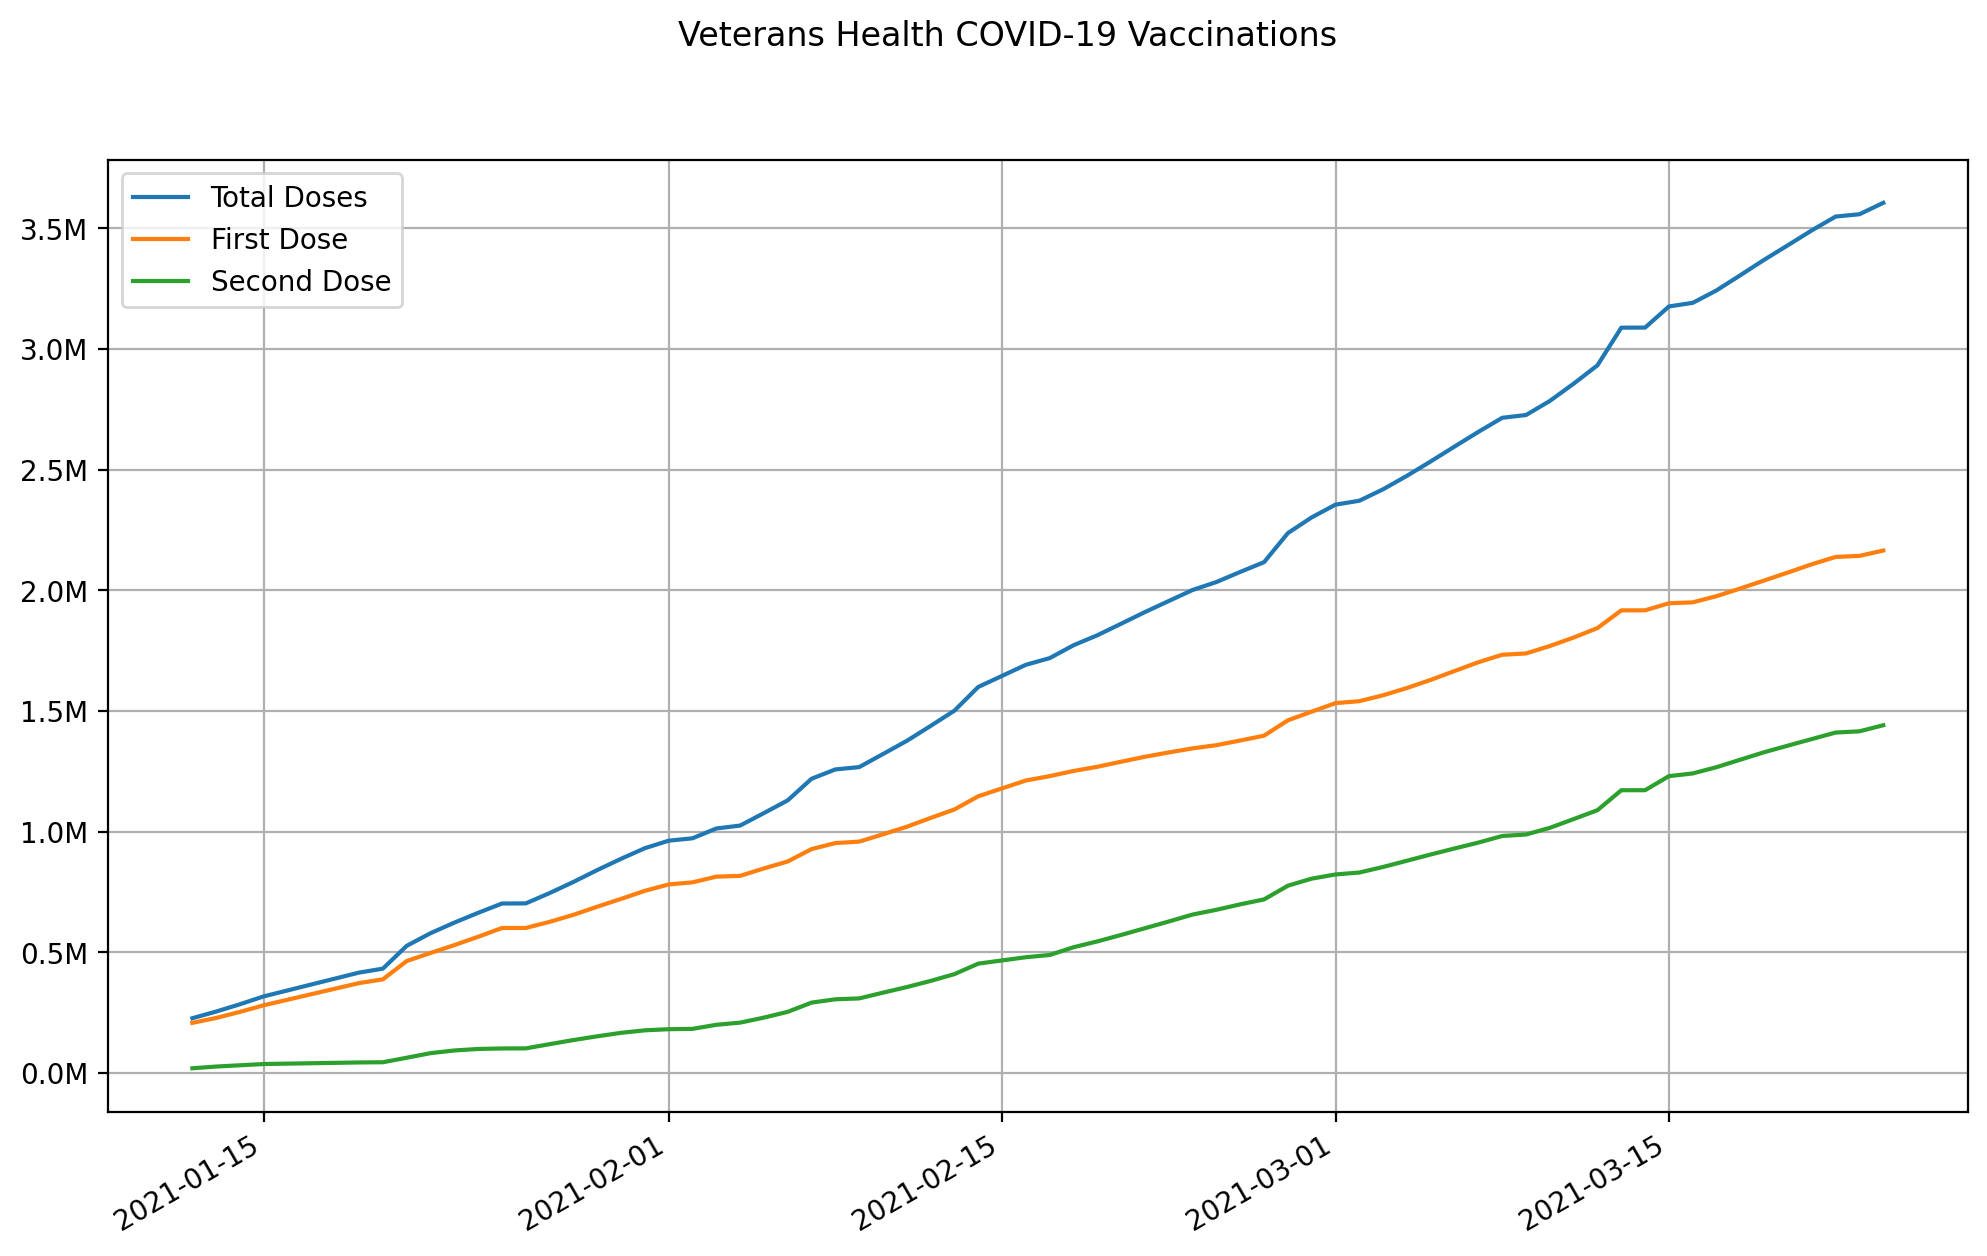 Veterans Health COVID-19 Vaccinations
Total Doses
First Dose
Second Dose
3.5M
3.0M
2.5M
2.0M
1.5M
1.0M
0.5M
0.0M
2021-01-15
2021-02-01
2021-02-15
2021-03-01
2021-03-15